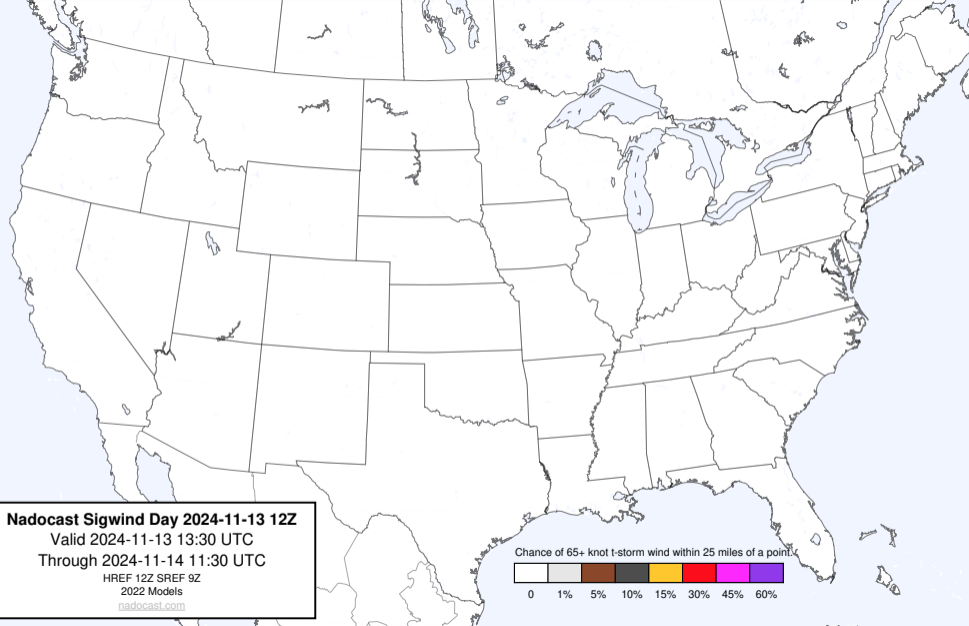 Nadocast Sigwind Day 2024-11-13 12Z
Valid 2024-11-13 13:30 UTC
Through 2024-11-14 11:30 UTC
HREF 12Z SREF 9Z
2022 Models
nadocast.com
Chance of 65+ knot t-storm wind within 25 miles of a point.
0 1% 5% 10% 15% 30% 45% 60%